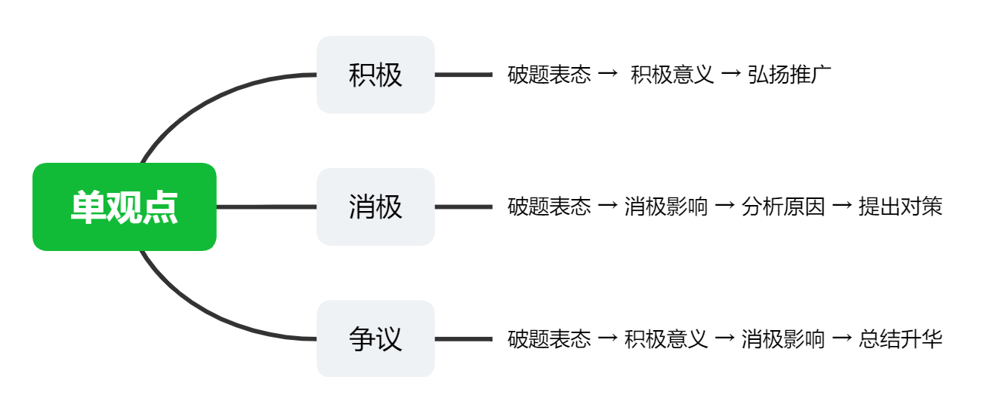 单观点
积极
破题表态 → 积极意义 → 弘扬推广
消极
破题表态 → 消极影响 → 分析原因 → 提出对策
争议
破题表态 → 积极意义 → 消极影响 → 总结升华